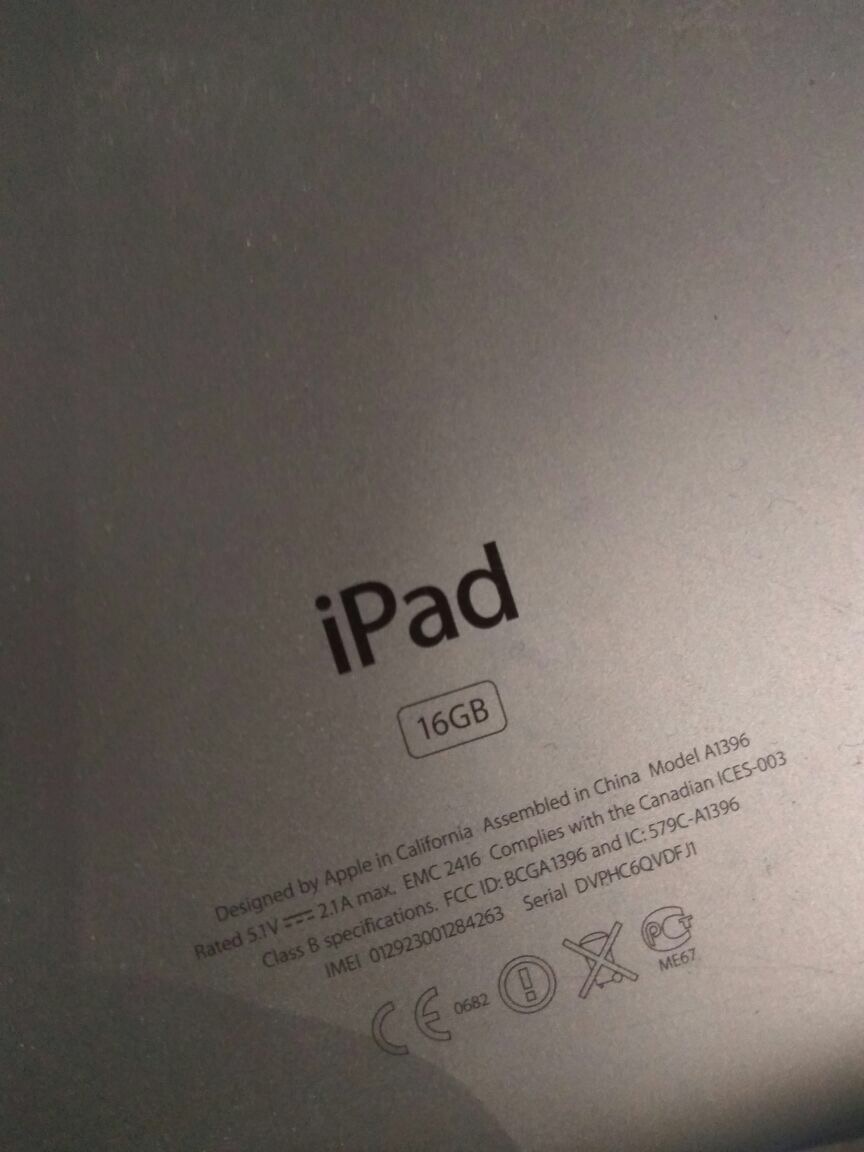 iPad
16GB
Designed by Apple in California Assembled in China Model A1396
Rated 5.1V ⎓ 2.1A max. EMC 2416 Complies with the Canadian ICES-003
Class B specifications. FCC ID: BCGA1396 and IC: 579C-A1396
IMEI 012923001284263 Serial DVPHC6QVDFJ1
CE 0682 PCT
ME67